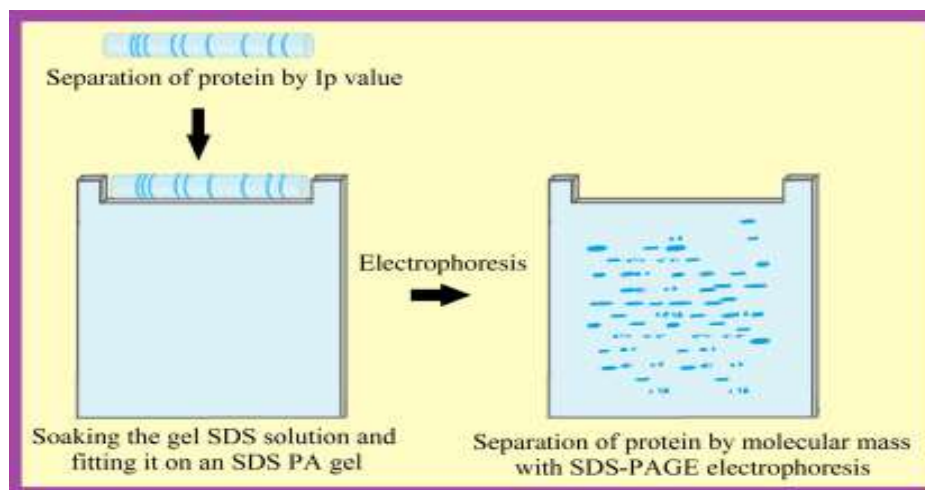 Separation of protein by Ip value
Electrophoresis
Soaking the gel SDS solution and
fitting it on an SDS PA gel
Separation of protein by molecular mass
with SDS-PAGE electrophoresis